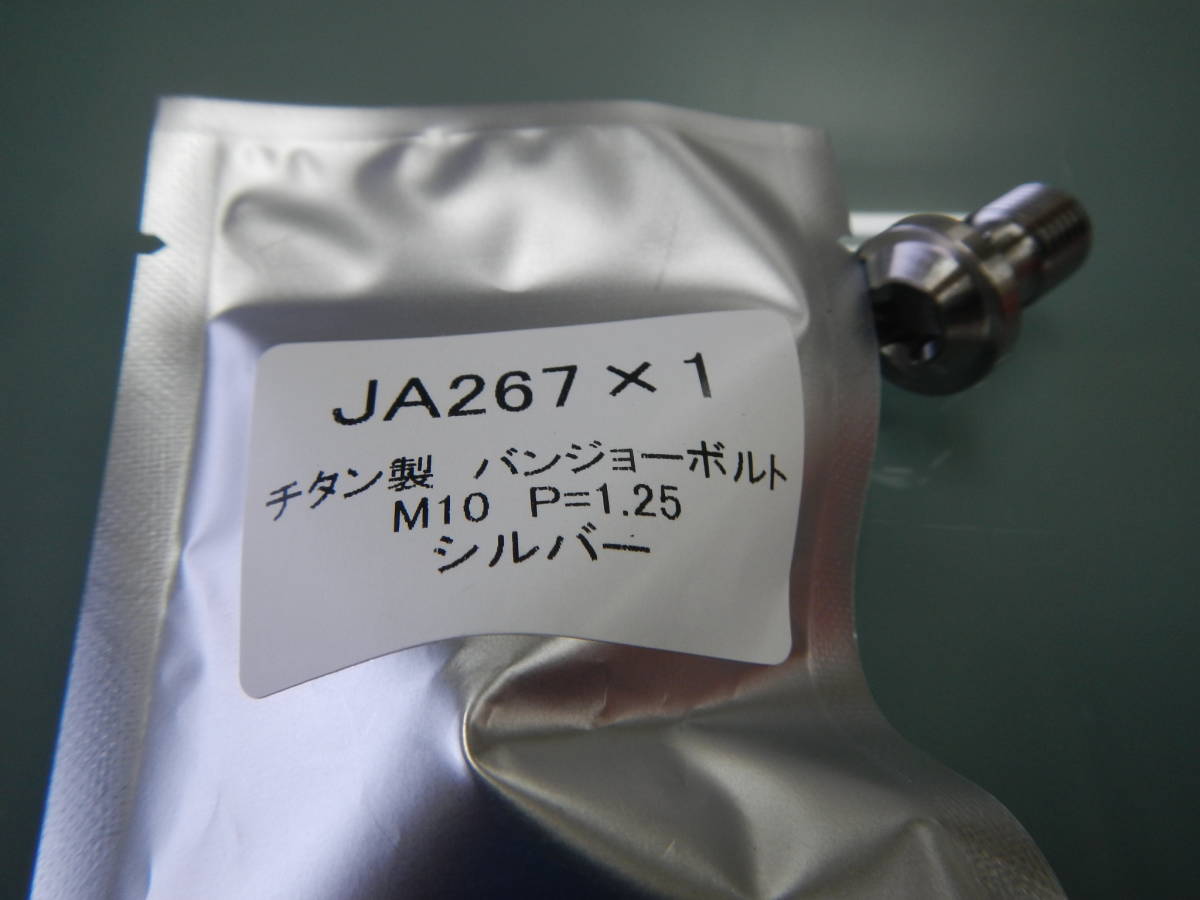 JA267×1
チタン製　バンジョーボルト
M10 P=1.25
シルバー